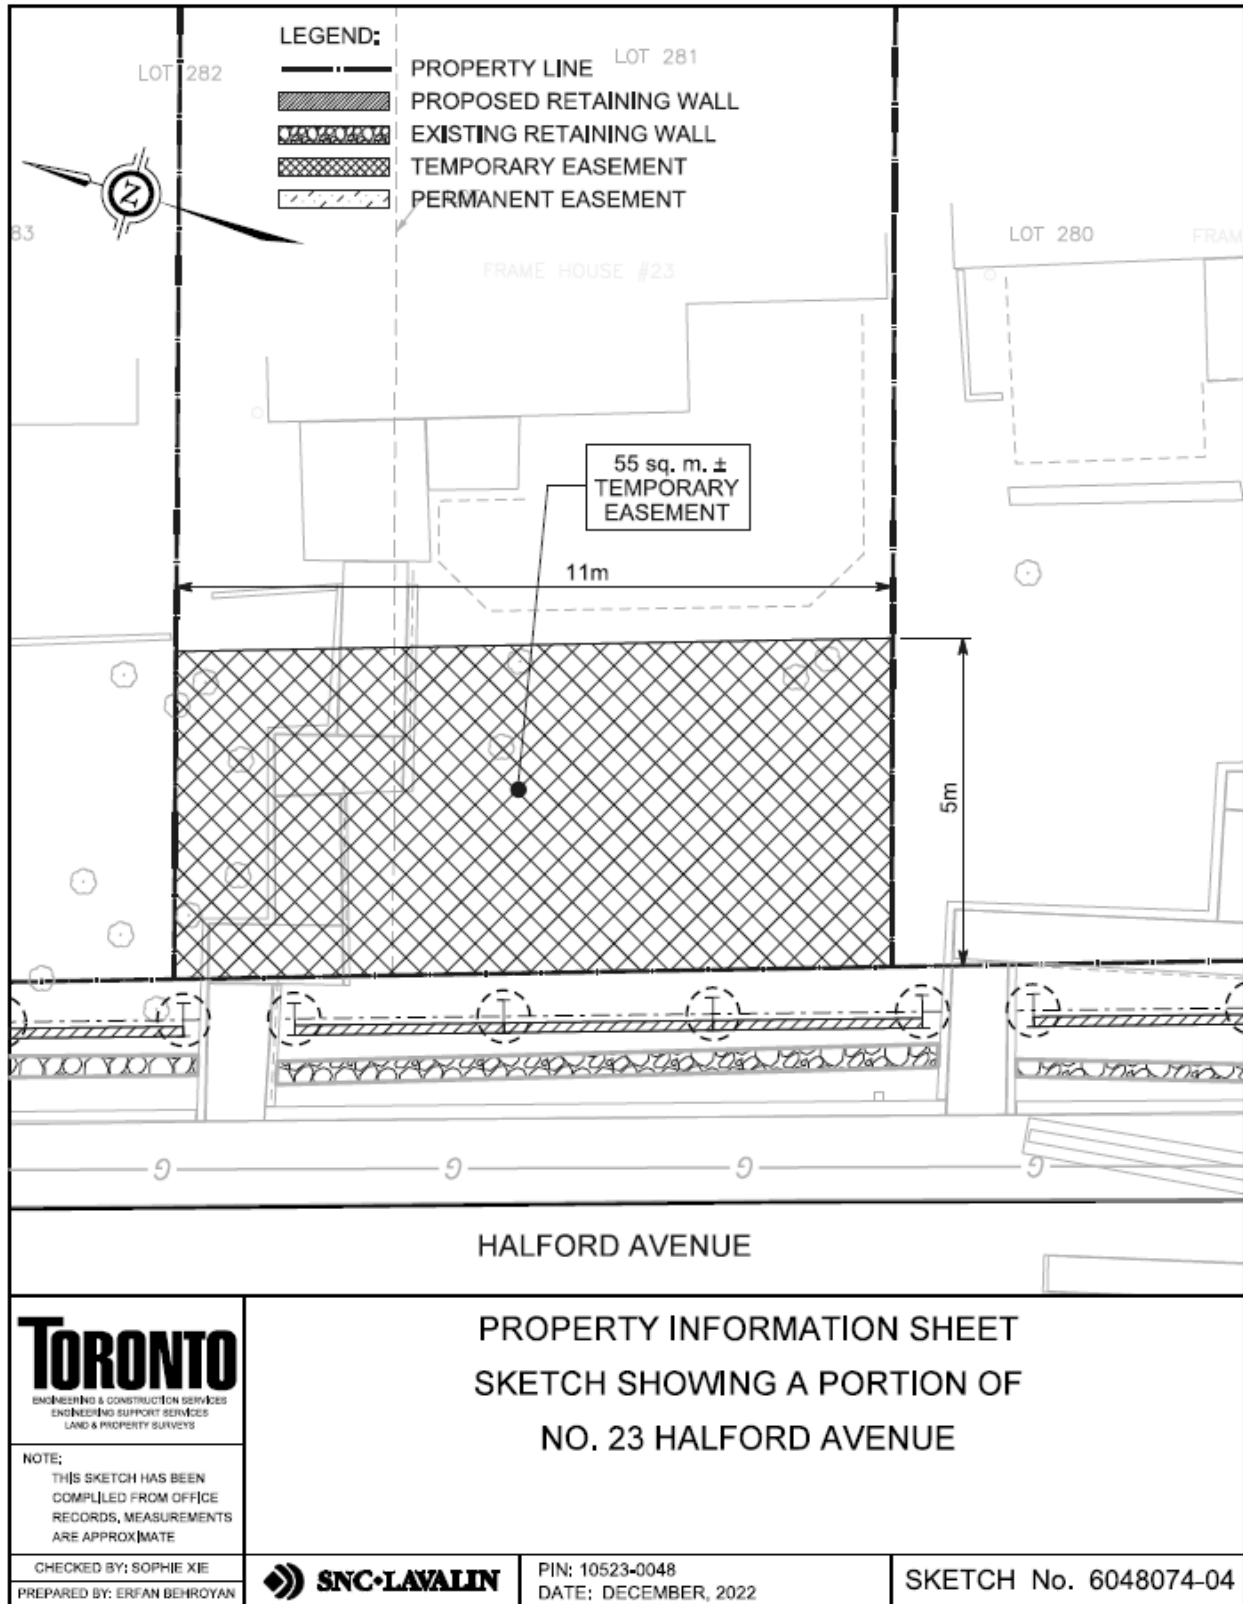 LEGEND:
PROPERTY LINE
PROPOSED RETAINING WALL
EXISTING RETAINING WALL
TEMPORARY EASEMENT
PERMANENT EASEMENT
LOT 282
LOT 281
N
83
LOT 280
FRAM
FRAME HOUSE #23
55 sq. m. ±
TEMPORARY
EASEMENT
11m
5m
G G G G
HALFORD AVENUE
TORONTO
ENGINEERING & CONSTRUCTION SERVICES
ENGINEERING SUPPORT SERVICES
LAND & PROPERTY SURVEYS
NOTE:
THIS SKETCH HAS BEEN
COMPLILED FROM OFFICE
RECORDS, MEASUREMENTS
ARE APPROXIMATE
CHECKED BY: SOPHIE XIE
PREPARED BY: ERFAN BEHROYAN
PROPERTY INFORMATION SHEET
SKETCH SHOWING A PORTION OF
NO. 23 HALFORD AVENUE
SNC•LAVALIN
PIN: 10523-0048
DATE: DECEMBER, 2022
SKETCH No. 6048074-04